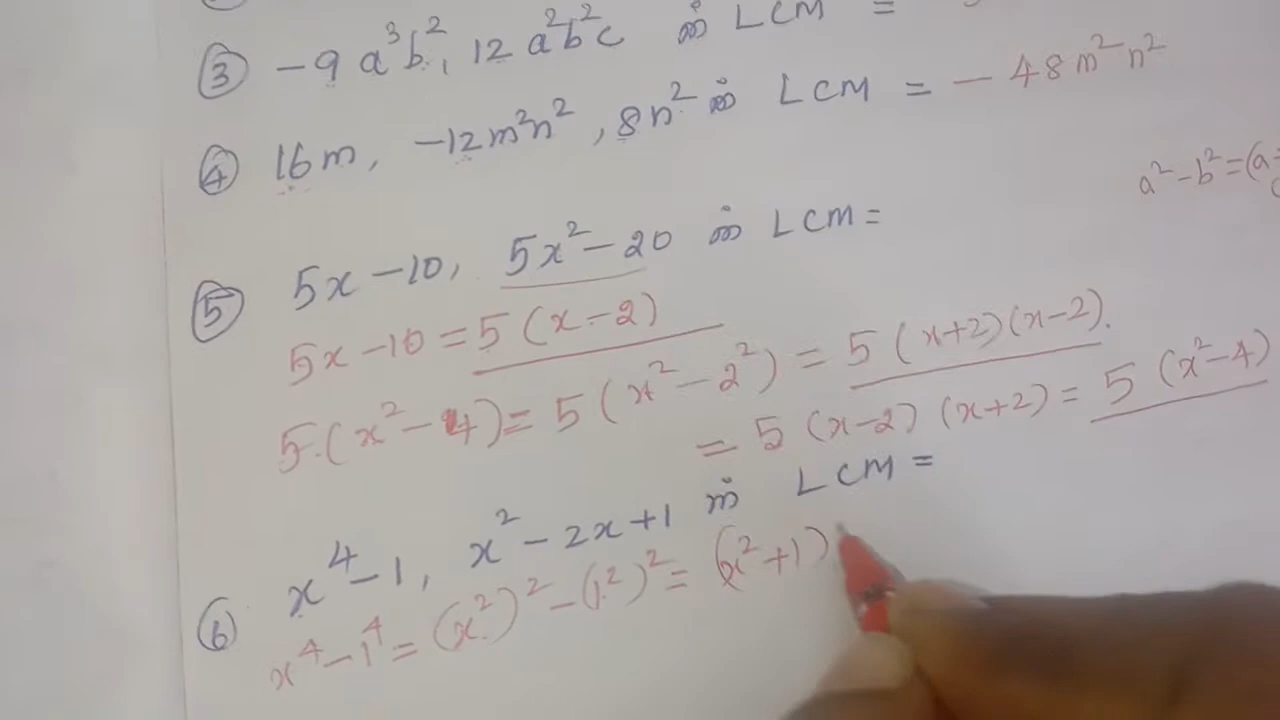 ③ -9a³b², 12a²b²c ன் LCM =
④ 16m, -12m²n², 8n² ன் LCM = -48m²n²
a²-b²=(a
⑤ 5x-10, 5x²-20 ன் LCM =
5x-10 = 5(x-2)
5.(x²-4) = 5(x²-2²) = 5(x+2)(x-2).
= 5(x-2)(x+2) = 5(x²-4)
⑥ x⁴-1, x²-2x+1 ன் LCM =
x⁴-1⁴ = (x²)²-(1²)² = (x²+1)